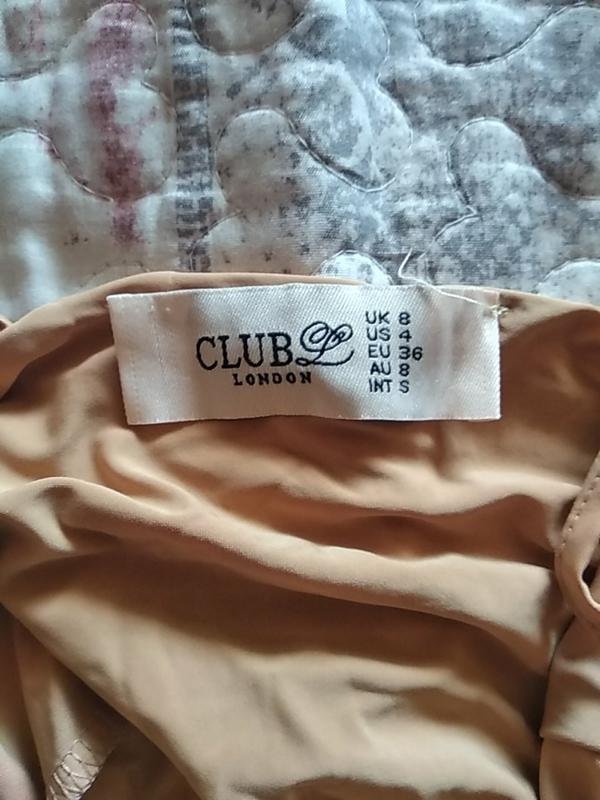 CLUB L
LONDON
UK 8
US 4
EU 36
AU 8
INT S